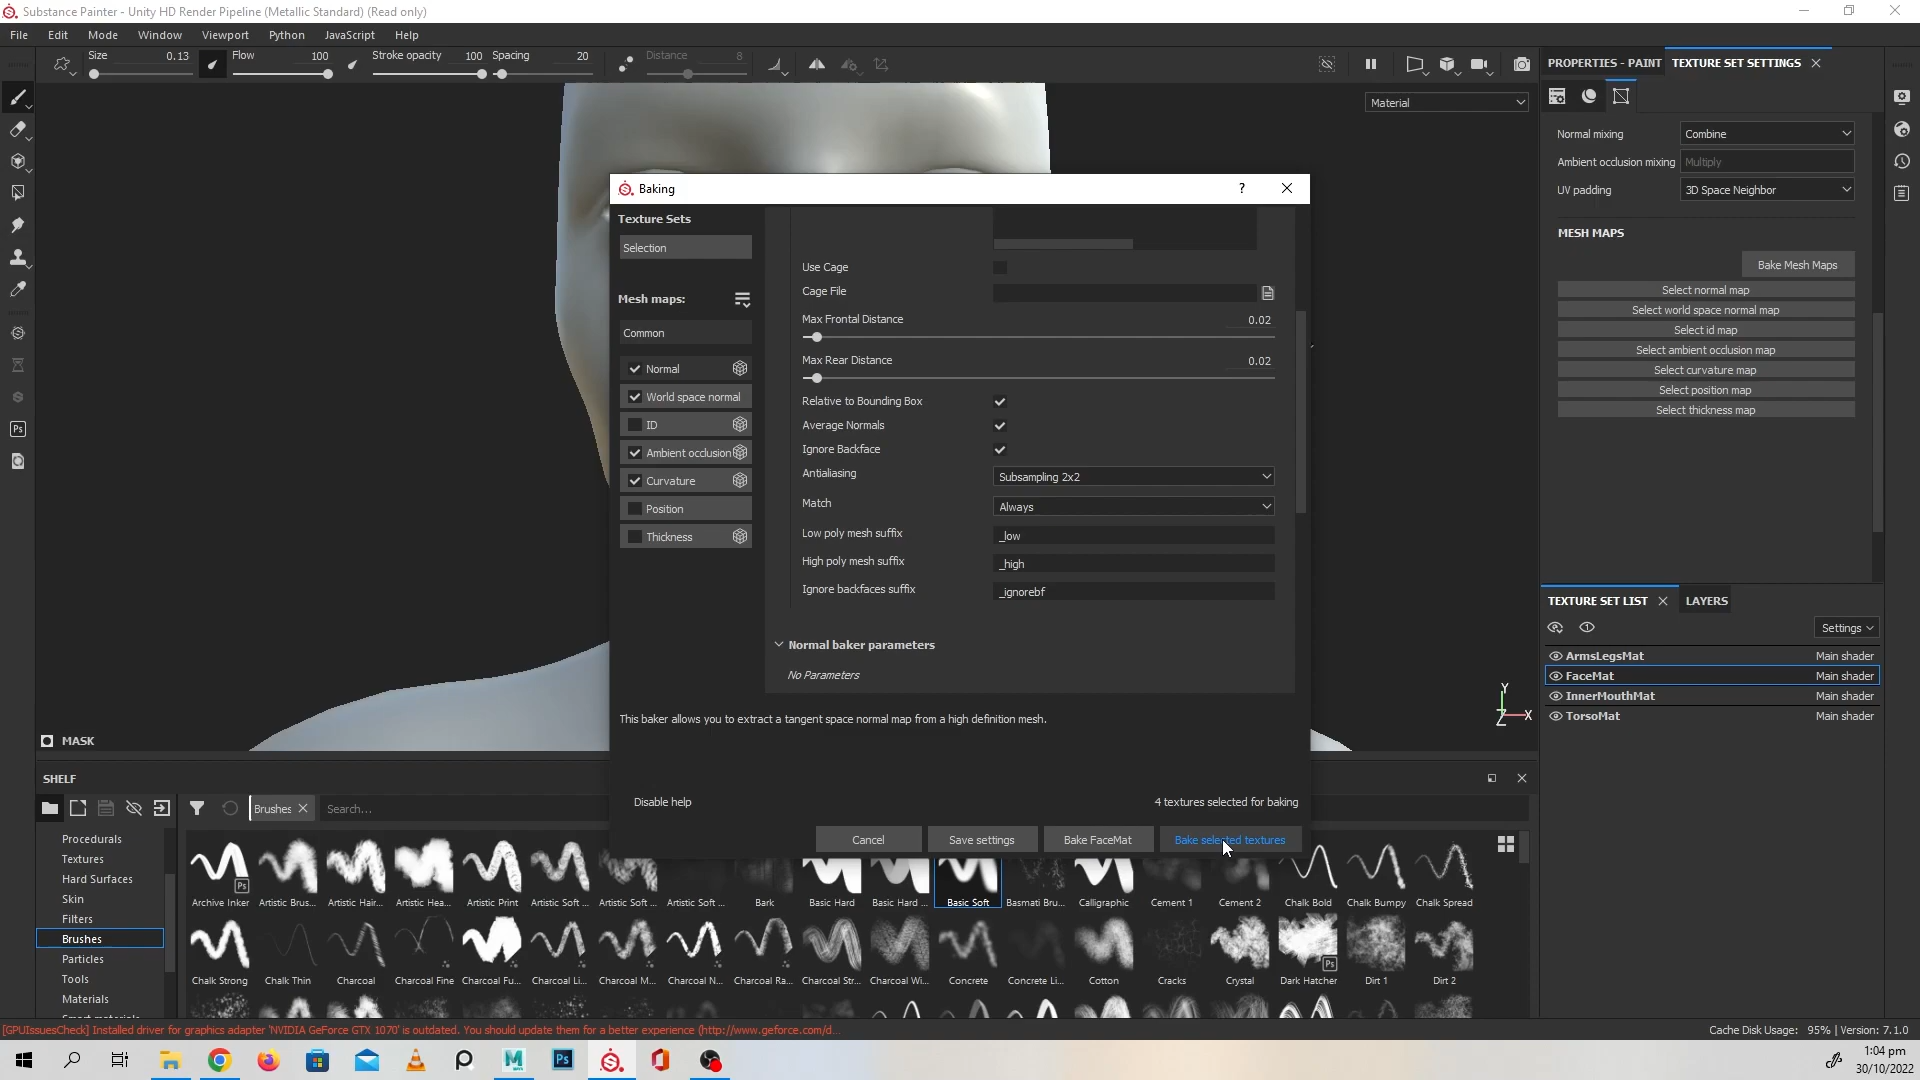 Substance Painter - Unity HD Render Pipeline (Metallic Standard) (Read only)
File Edit Mode Window Viewport Python JavaScript Help
Size 0.13 Flow 100 Stroke opacity 100 Spacing 20 Distance 8
PROPERTIES - PAINT TEXTURE SET SETTINGS
Material
Normal mixing Combine
Ambient occlusion mixing Multiply
UV padding 3D Space Neighbor
MESH MAPS
Bake Mesh Maps
Select normal map
Select world space normal map
Select id map
Select ambient occlusion map
Select curvature map
Select position map
Select thickness map
Baking
?
Texture Sets
Selection
Mesh maps:
Common
Normal
World space normal
ID
Ambient occlusion
Curvature
Position
Thickness
Use Cage
Cage File
Max Frontal Distance 0.02
Max Rear Distance 0.02
Relative to Bounding Box
Average Normals
Ignore Backface
Antialiasing Subsampling 2x2
Match Always
Low poly mesh suffix _low
High poly mesh suffix _high
Ignore backfaces suffix _ignorebf
Normal baker parameters
No Parameters
This baker allows you to extract a tangent space normal map from a high definition mesh.
Disable help 4 textures selected for baking
Cancel Save settings Bake FaceMat Bake selected textures
TEXTURE SET LIST LAYERS
Settings
ArmsLegsMat Main shader
FaceMat Main shader
InnerMouthMat Main shader
TorsoMat Main shader
Y
Z X
MASK
SHELF
Brushes Search...
Procedurals
Textures
Hard Surfaces
Skin
Filters
Brushes
Particles
Tools
Materials
Archive Inker Artistic Brus... Artistic Hair... Artistic Hea... Artistic Print Artistic Soft ... Artistic Soft ... Artistic Soft ... Bark Basic Hard Basic Hard ... Basic Soft Basmati Bru... Calligraphic Cement 1 Cement 2 Chalk Bold Chalk Bumpy Chalk Spread
Chalk Strong Chalk Thin Charcoal Charcoal Fine Charcoal Fu... Charcoal Li... Charcoal M... Charcoal N... Charcoal Ra... Charcoal Str... Charcoal Wi... Concrete Concrete Li... Cotton Cracks Crystal Dark Hatcher Dirt 1 Dirt 2
[GPUIssuesCheck] Installed driver for graphics adapter 'NVIDIA GeForce GTX 1070' is outdated. You should update them for a better experience (http://www.geforce.com/d...
Cache Disk Usage: 95% | Version: 7.1.0
1:04 pm
30/10/2022